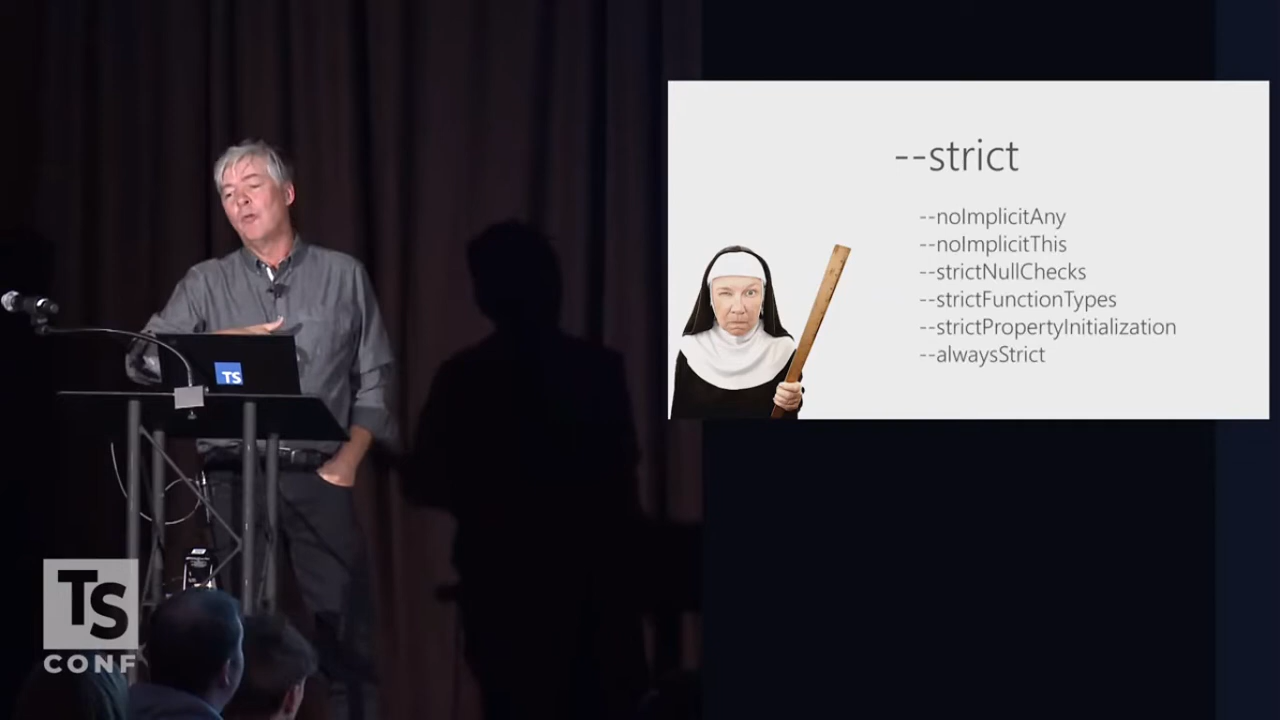 --strict
--noImplicitAny
--noImplicitThis
--strictNullChecks
--strictFunctionTypes
--strictPropertyInitialization
--alwaysStrict
TS
TS
CONF